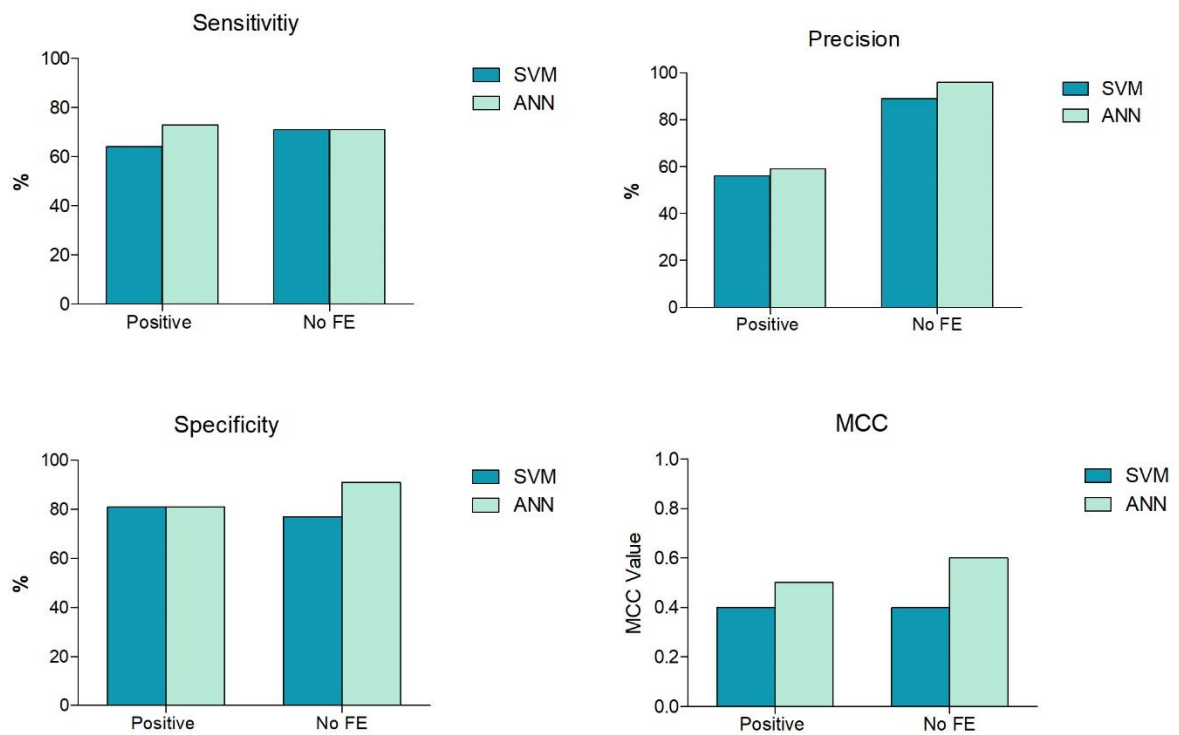 Sensitivitiy
100
80
60
40
20
0
%
Positive No FE
SVM
ANN
Precision
100
80
60
40
20
0
%
Positive No FE
SVM
ANN
Specificity
100
80
60
40
20
0
%
Positive No FE
SVM
ANN
MCC
1.0
0.8
0.6
0.4
0.2
0.0
MCC Value
Positive No FE
SVM
ANN